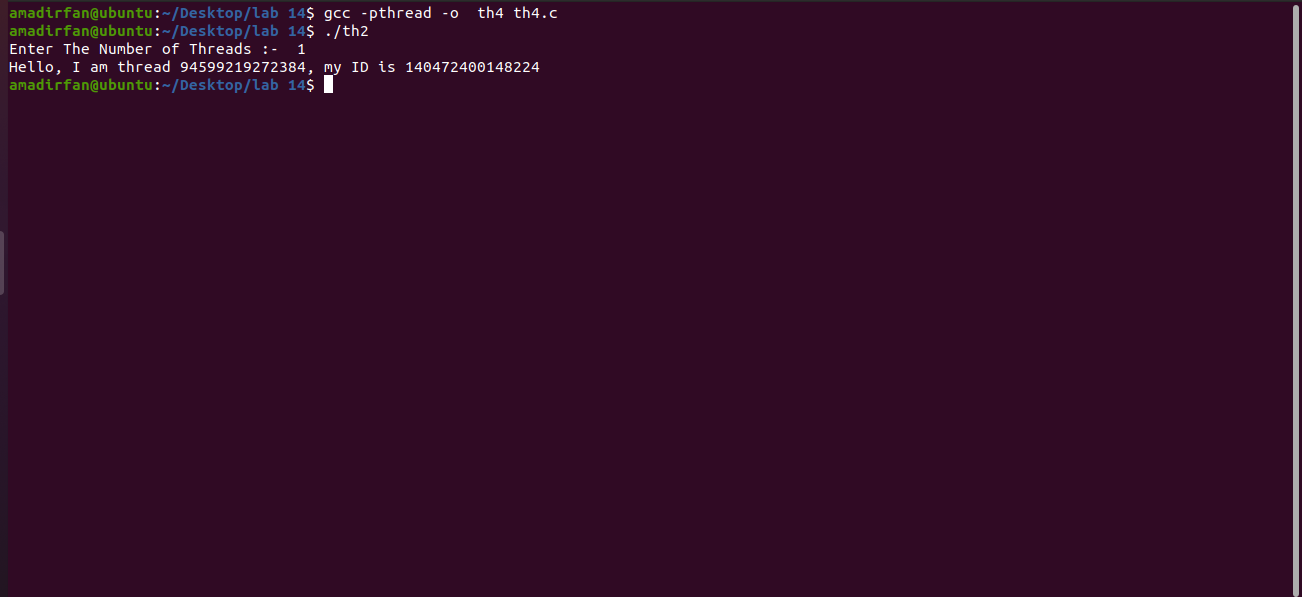 amadirfan@ubuntu:~/Desktop/lab 14$ gcc -pthread -o  th4 th4.c
amadirfan@ubuntu:~/Desktop/lab 14$ ./th2
Enter The Number of Threads :-  1
Hello, I am thread 94599219272384, my ID is 140472400148224
amadirfan@ubuntu:~/Desktop/lab 14$